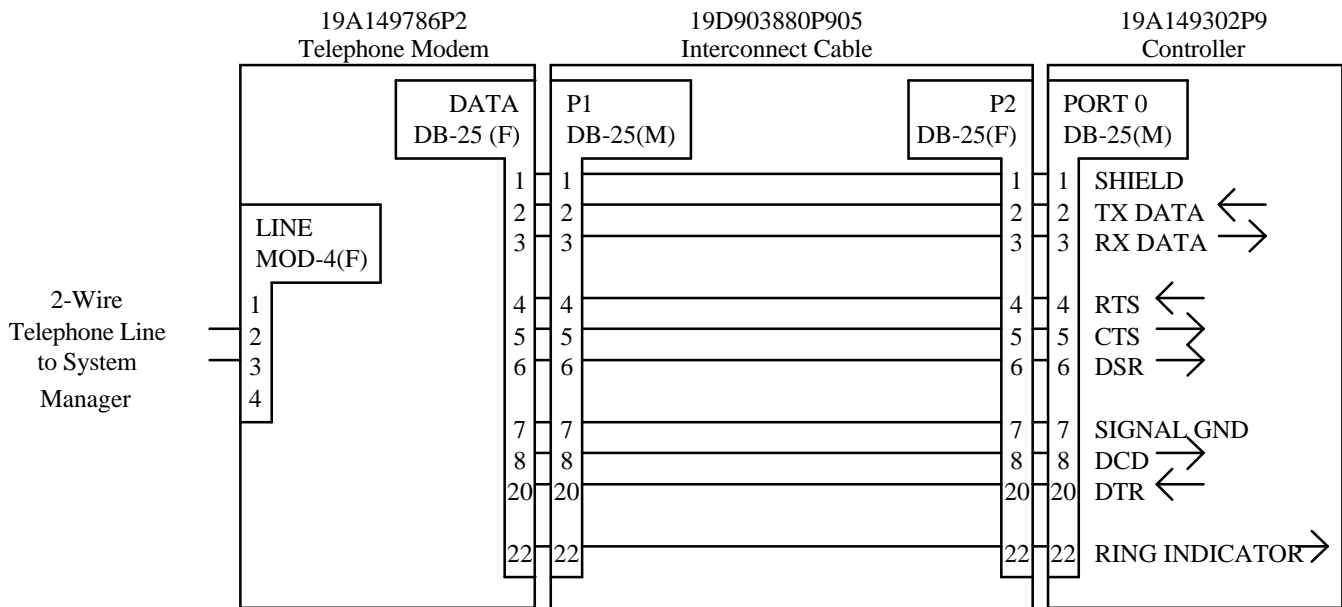 19A149786P2
Telephone Modem
19D903880P905
Interconnect Cable
19A149302P9
Controller
DATA
DB-25 (F)
P1
DB-25(M)
P2
DB-25(F)
PORT 0
DB-25(M)
1 1 1 1 SHIELD
2 2 2 2 TX DATA
3 3 3 3 RX DATA
4 4 4 4 RTS
5 5 5 5 CTS
6 6 6 6 DSR
7 7 7 7 SIGNAL GND
8 8 8 8 DCD
20 20 20 20 DTR
22 22 22 22 RING INDICATOR
LINE
MOD-4(F)
1
2
3
4
2-Wire
Telephone Line
to System
Manager